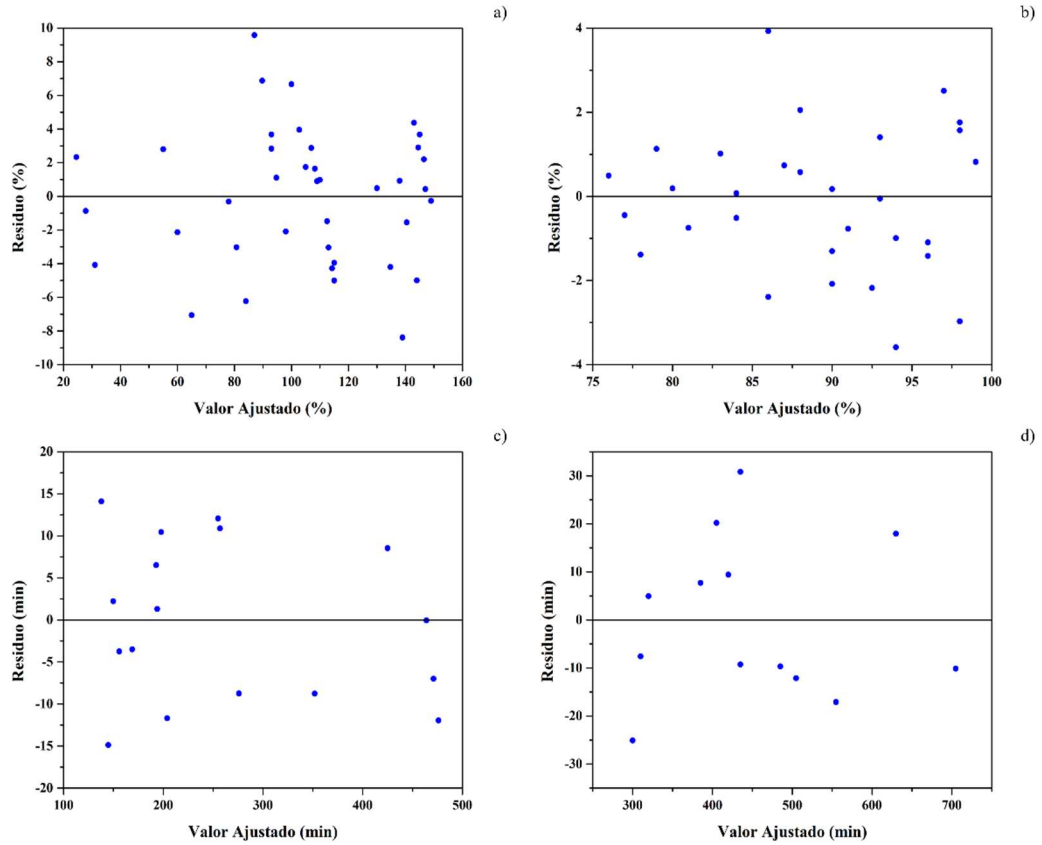 a)
10
8
6
4
2
0
-2
-4
-6
-8
-10
Residuo (%)
20 40 60 80 100 120 140 160
Valor Ajustado (%)
b)
4
2
0
-2
-4
Residuo (%)
75 80 85 90 95 100
Valor Ajustado (%)
c)
20
15
10
5
0
-5
-10
-15
-20
Residuo (min)
100 200 300 400 500
Valor Ajustado (min)
d)
30
20
10
0
-10
-20
-30
Residuo (min)
300 400 500 600 700
Valor Ajustado (min)